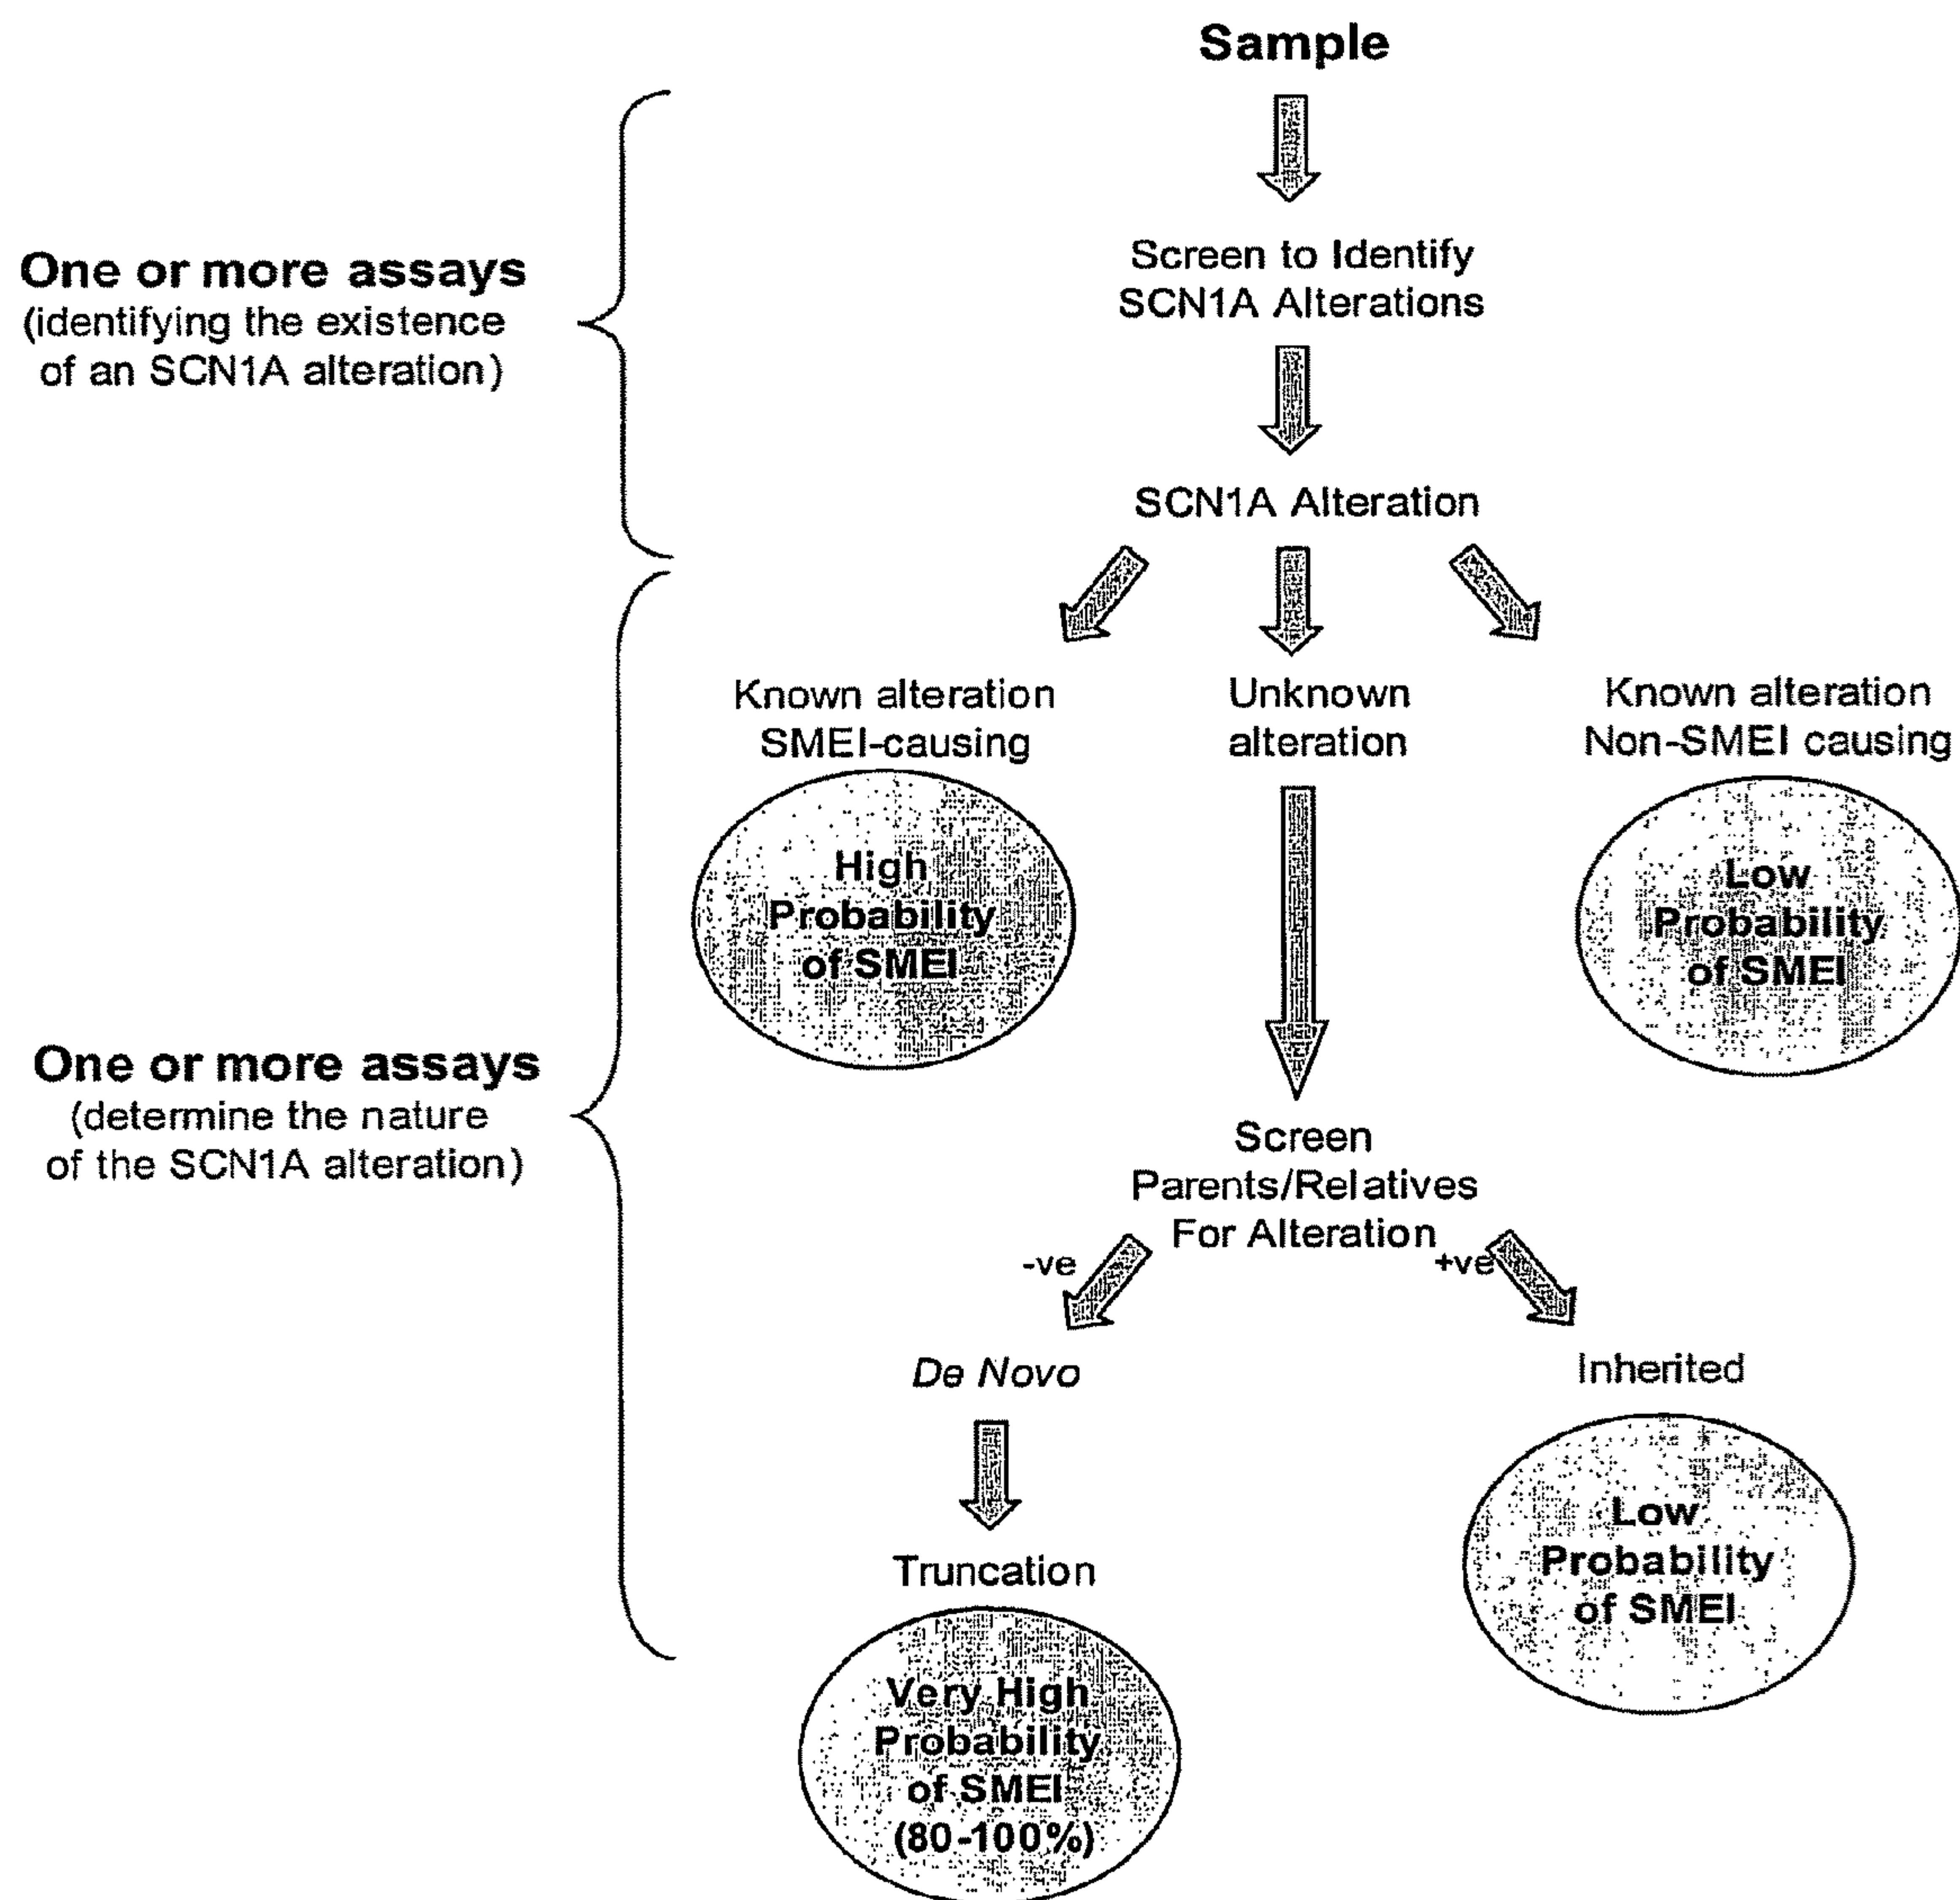 Sample
One or more assays
(identifying the existence
of an SCN1A alteration)
Screen to Identify
SCN1A Alterations
SCN1A Alteration
Known alteration
SMEI-causing
Unknown
alteration
Known alteration
Non-SMEI causing
High
Probability
of SMEI
Low
Probability
of SMEI
One or more assays
(determine the nature
of the SCN1A alteration)
Screen
Parents/Relatives
For Alteration
-ve
+ve
De Novo
Inherited
Truncation
Low
Probability
of SMEI
Very High
Probability
of SMEI
(80-100%)